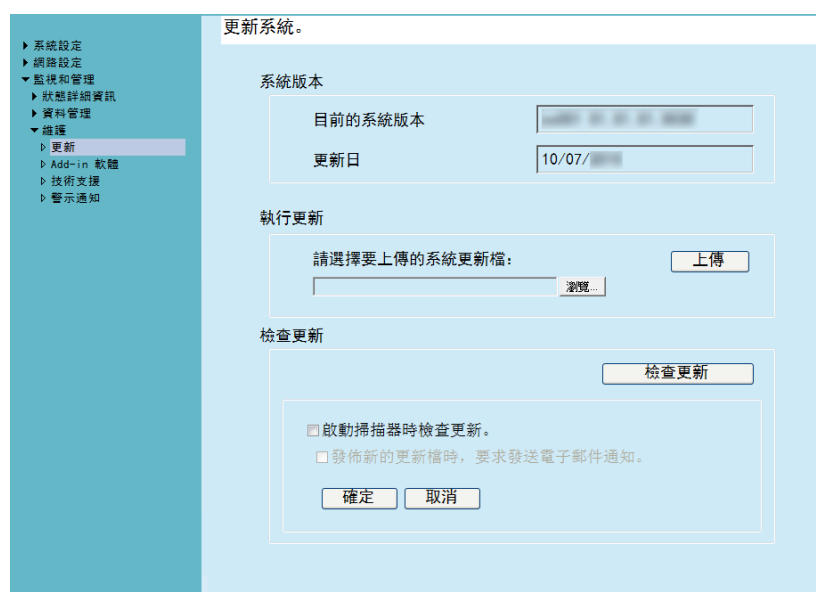 更新系統。
系統設定
網路設定
監視和管理
狀態詳細資訊
資料管理
維護
更新
Add-in 軟體
技術支援
警示通知
系統版本
目前的系統版本
更新日
10/07/
執行更新
請選擇要上傳的系統更新檔：
上傳
瀏覽...
檢查更新
檢查更新
啟動掃描器時檢查更新。
發佈新的更新檔時，要求發送電子郵件通知。
確定
取消